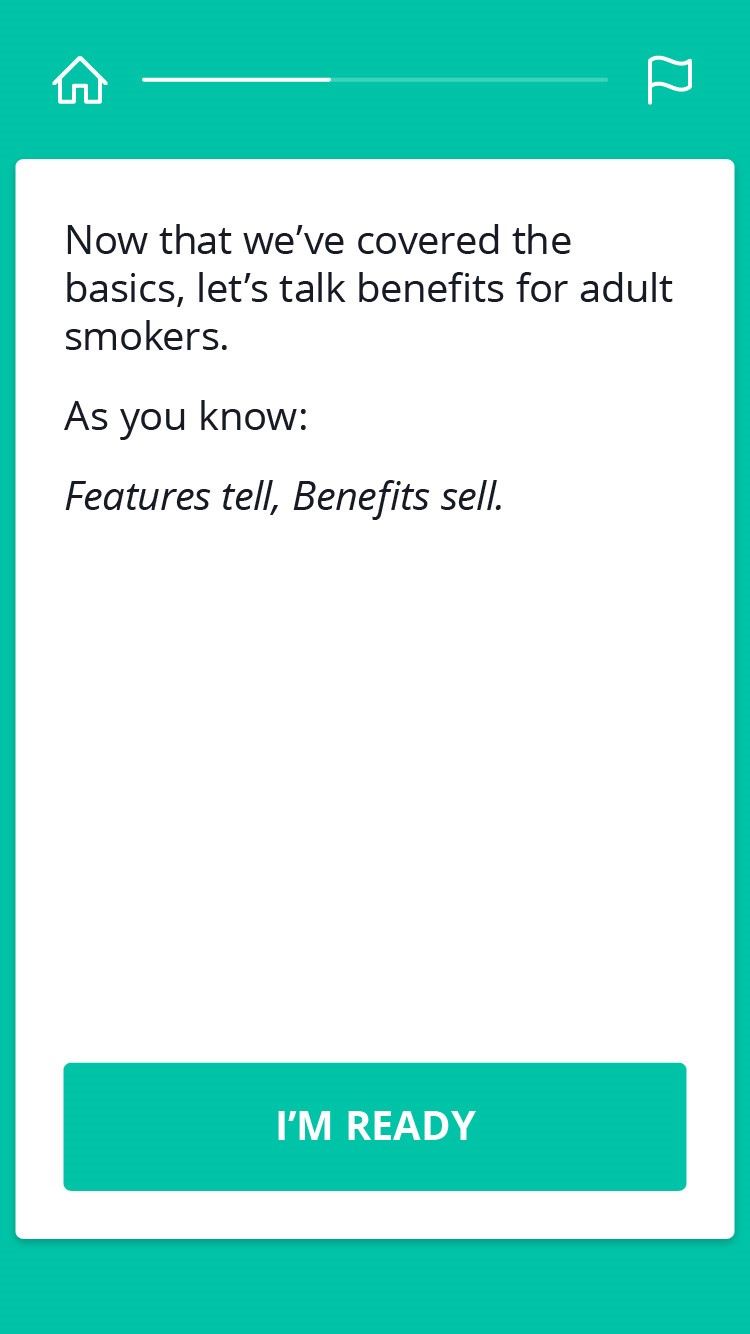 Now that we’ve covered the
basics, let’s talk benefits for adult
smokers.
As you know:
Features tell, Benefits sell.
I’M READY